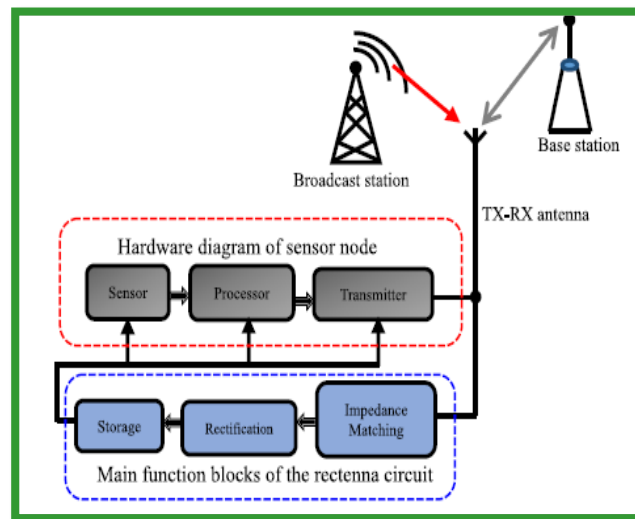 Broadcast station
Base station
TX-RX antenna
Hardware diagram of sensor node
Sensor
Processor
Transmitter
Storage
Rectification
Impedance
Matching
Main function blocks of the rectenna circuit